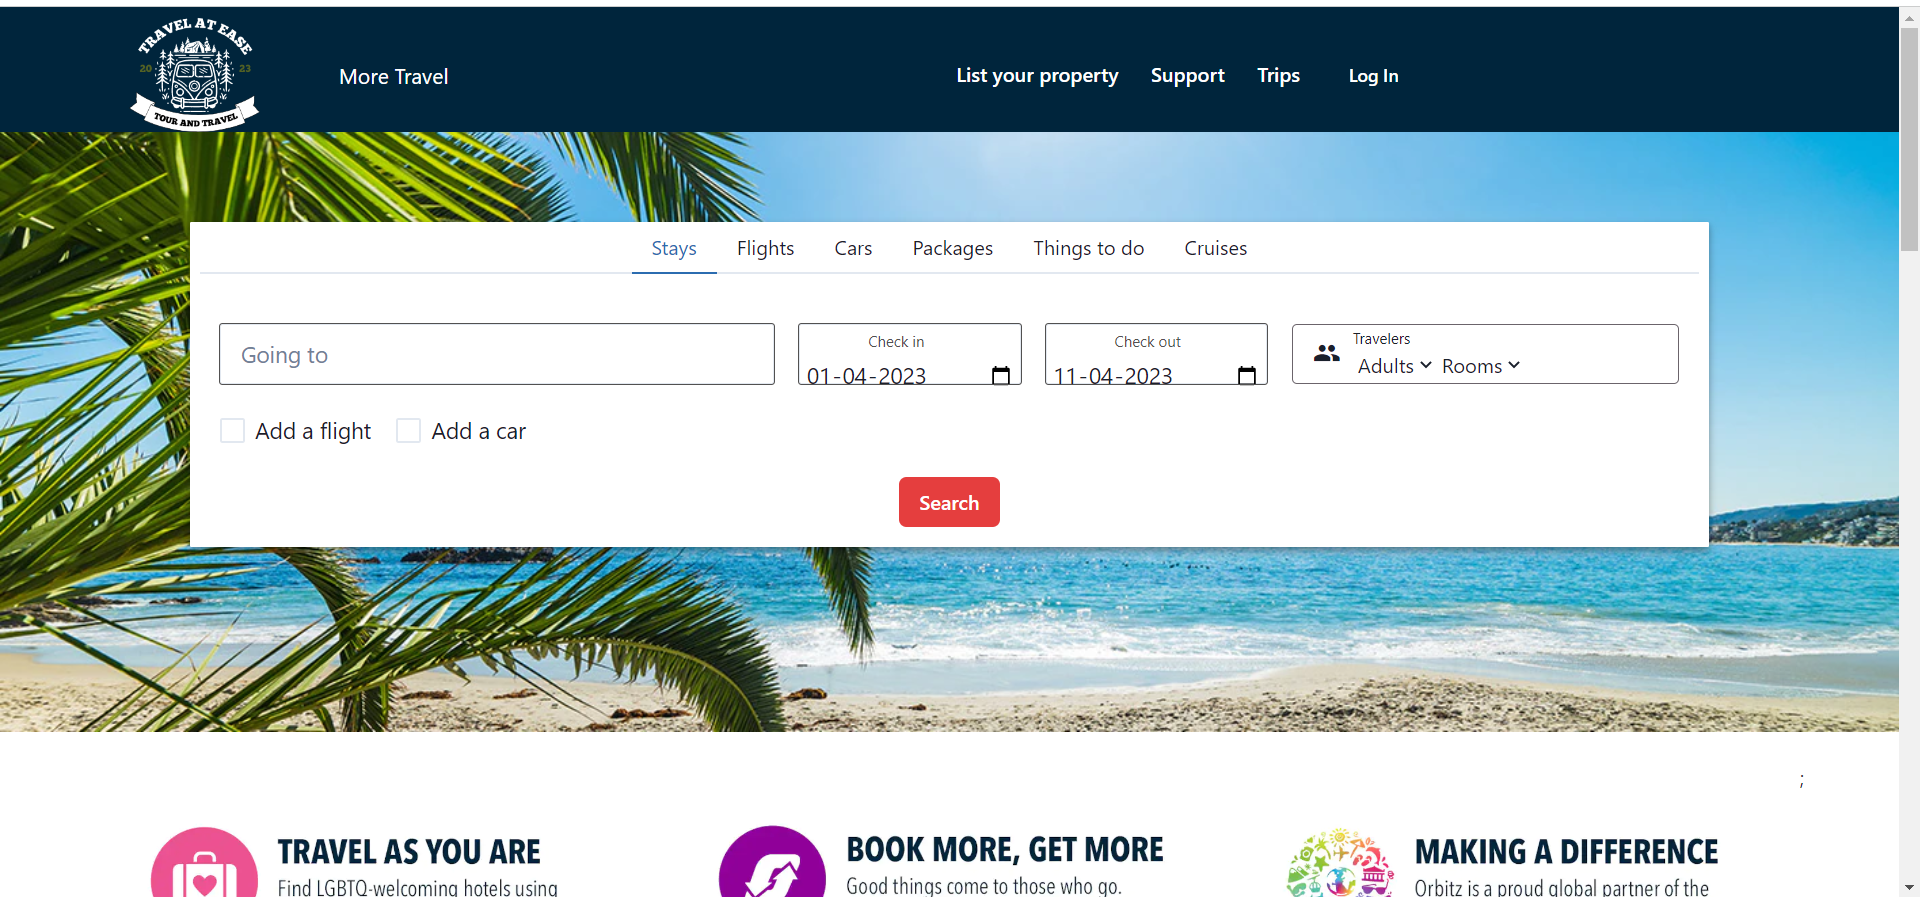 TRAVEL AT EASE
20 23
TOUR AND TRAVEL
More Travel
List your property Support Trips Log In
Stays Flights Cars Packages Things to do Cruises
Going to
Check in
01-04-2023
Check out
11-04-2023
Travelers
Adults Rooms
Add a flight Add a car
Search
;
TRAVEL AS YOU ARE
Find LGBTQ-welcoming hotels using
BOOK MORE, GET MORE
Good things come to those who go.
MAKING A DIFFERENCE
Orbitz is a proud global partner of the